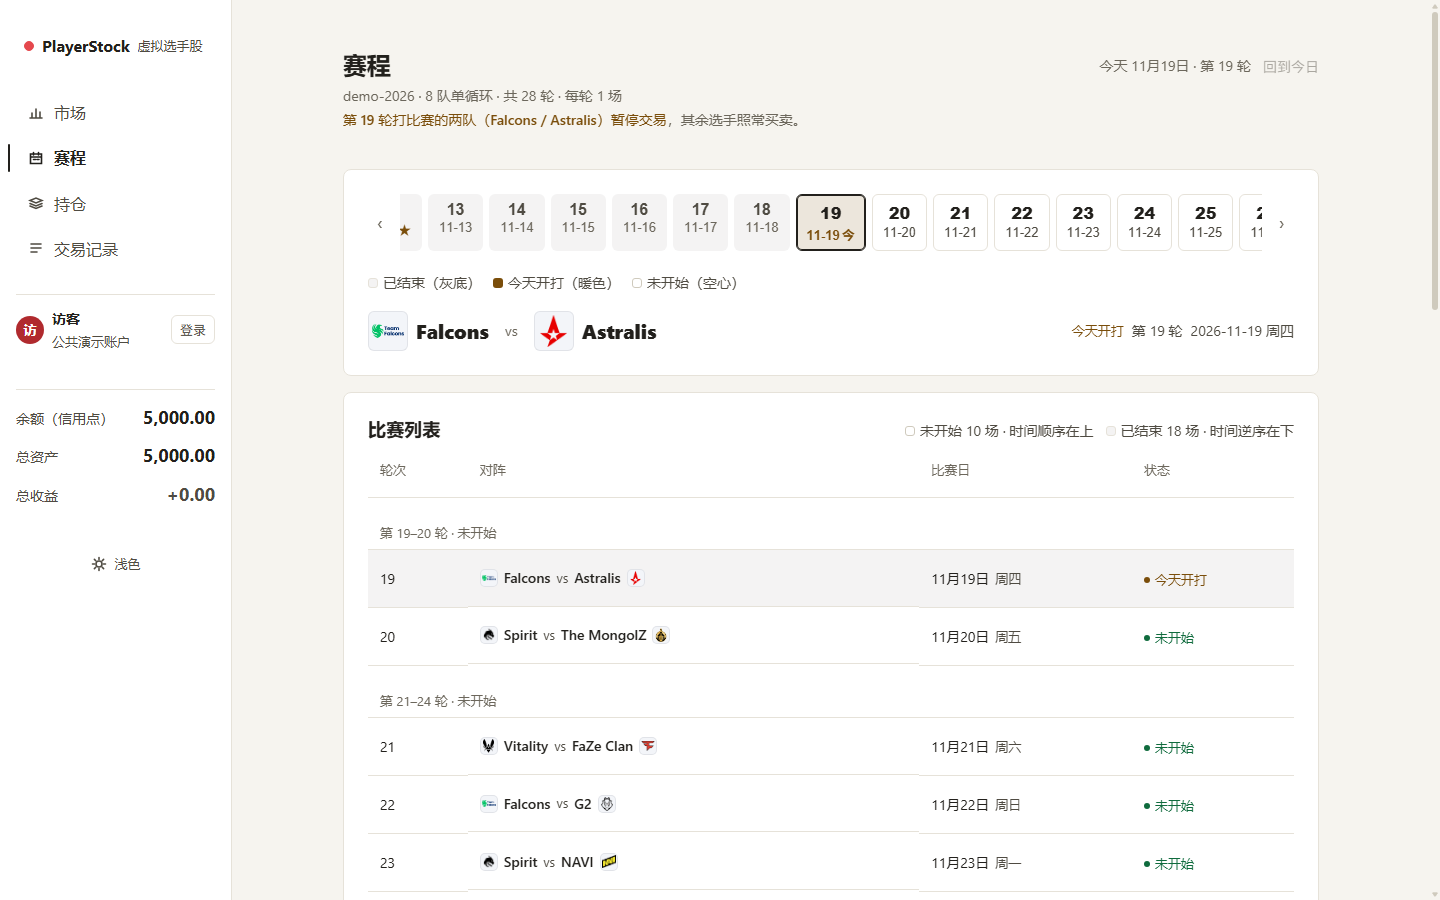 PlayerStock 虚拟选手股
市场
赛程
持仓
交易记录
访 访客
公共演示账户
登录
余额（信用点） 5,000.00
总资产 5,000.00
总收益 +0.00
浅色
赛程
今天 11月19日 · 第 19 轮 回到今日
demo-2026 · 8 队单循环 · 共 28 轮 · 每轮 1 场
第 19 轮打比赛的两队（Falcons / Astralis）暂停交易，其余选手照常买卖。
‹ ★ 13 14 15 16 17 18 19 20 21 22 23 24 25 ›
11-13 11-14 11-15 11-16 11-17 11-18 11-19 今 11-20 11-21 11-22 11-23 11-24 11-25
已结束（灰底） 今天开打（暖色） 未开始（空心）
Team Falcons Falcons vs Astralis 今天开打 第 19 轮 2026-11-19 周四
比赛列表 未开始 10 场 · 时间顺序在上 已结束 18 场 · 时间逆序在下
轮次 对阵 比赛日 状态
第 19–20 轮 · 未开始
19 Falcons vs Astralis 11月19日 周四 今天开打
20 Spirit vs The MongolZ 11月20日 周五 未开始
第 21–24 轮 · 未开始
21 Vitality vs FaZe Clan 11月21日 周六 未开始
22 Falcons vs G2 11月22日 周日 未开始
23 Spirit vs NAVI 11月23日 周一 未开始